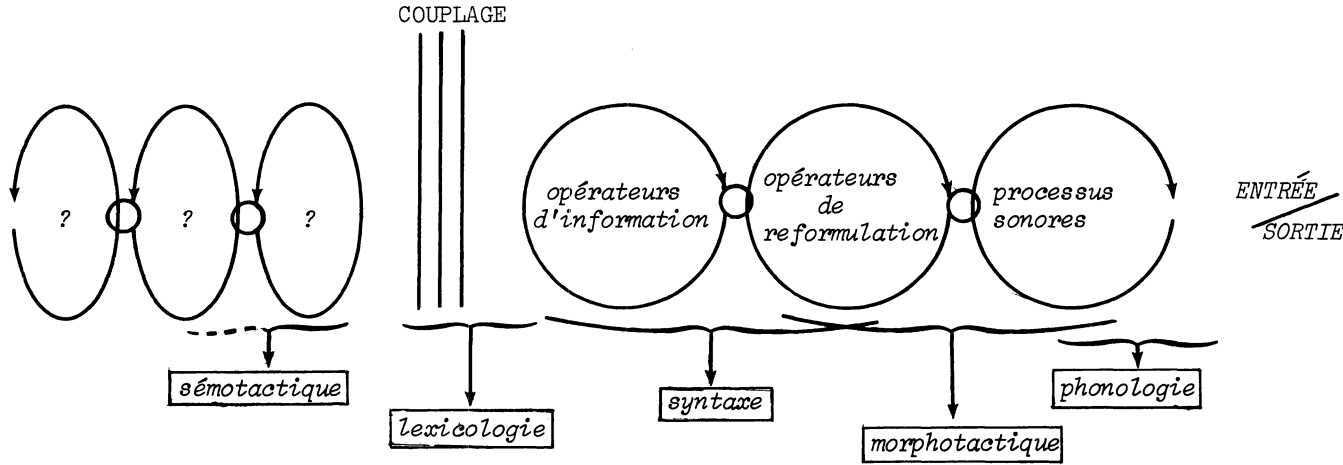 COUPLAGE
?
?
?
opérateurs
d'information
opérateurs
de
reformulation
processus
sonores
ENTRÉE
SORTIE
sémotactique
lexicologie
syntaxe
morphotactique
phonologie